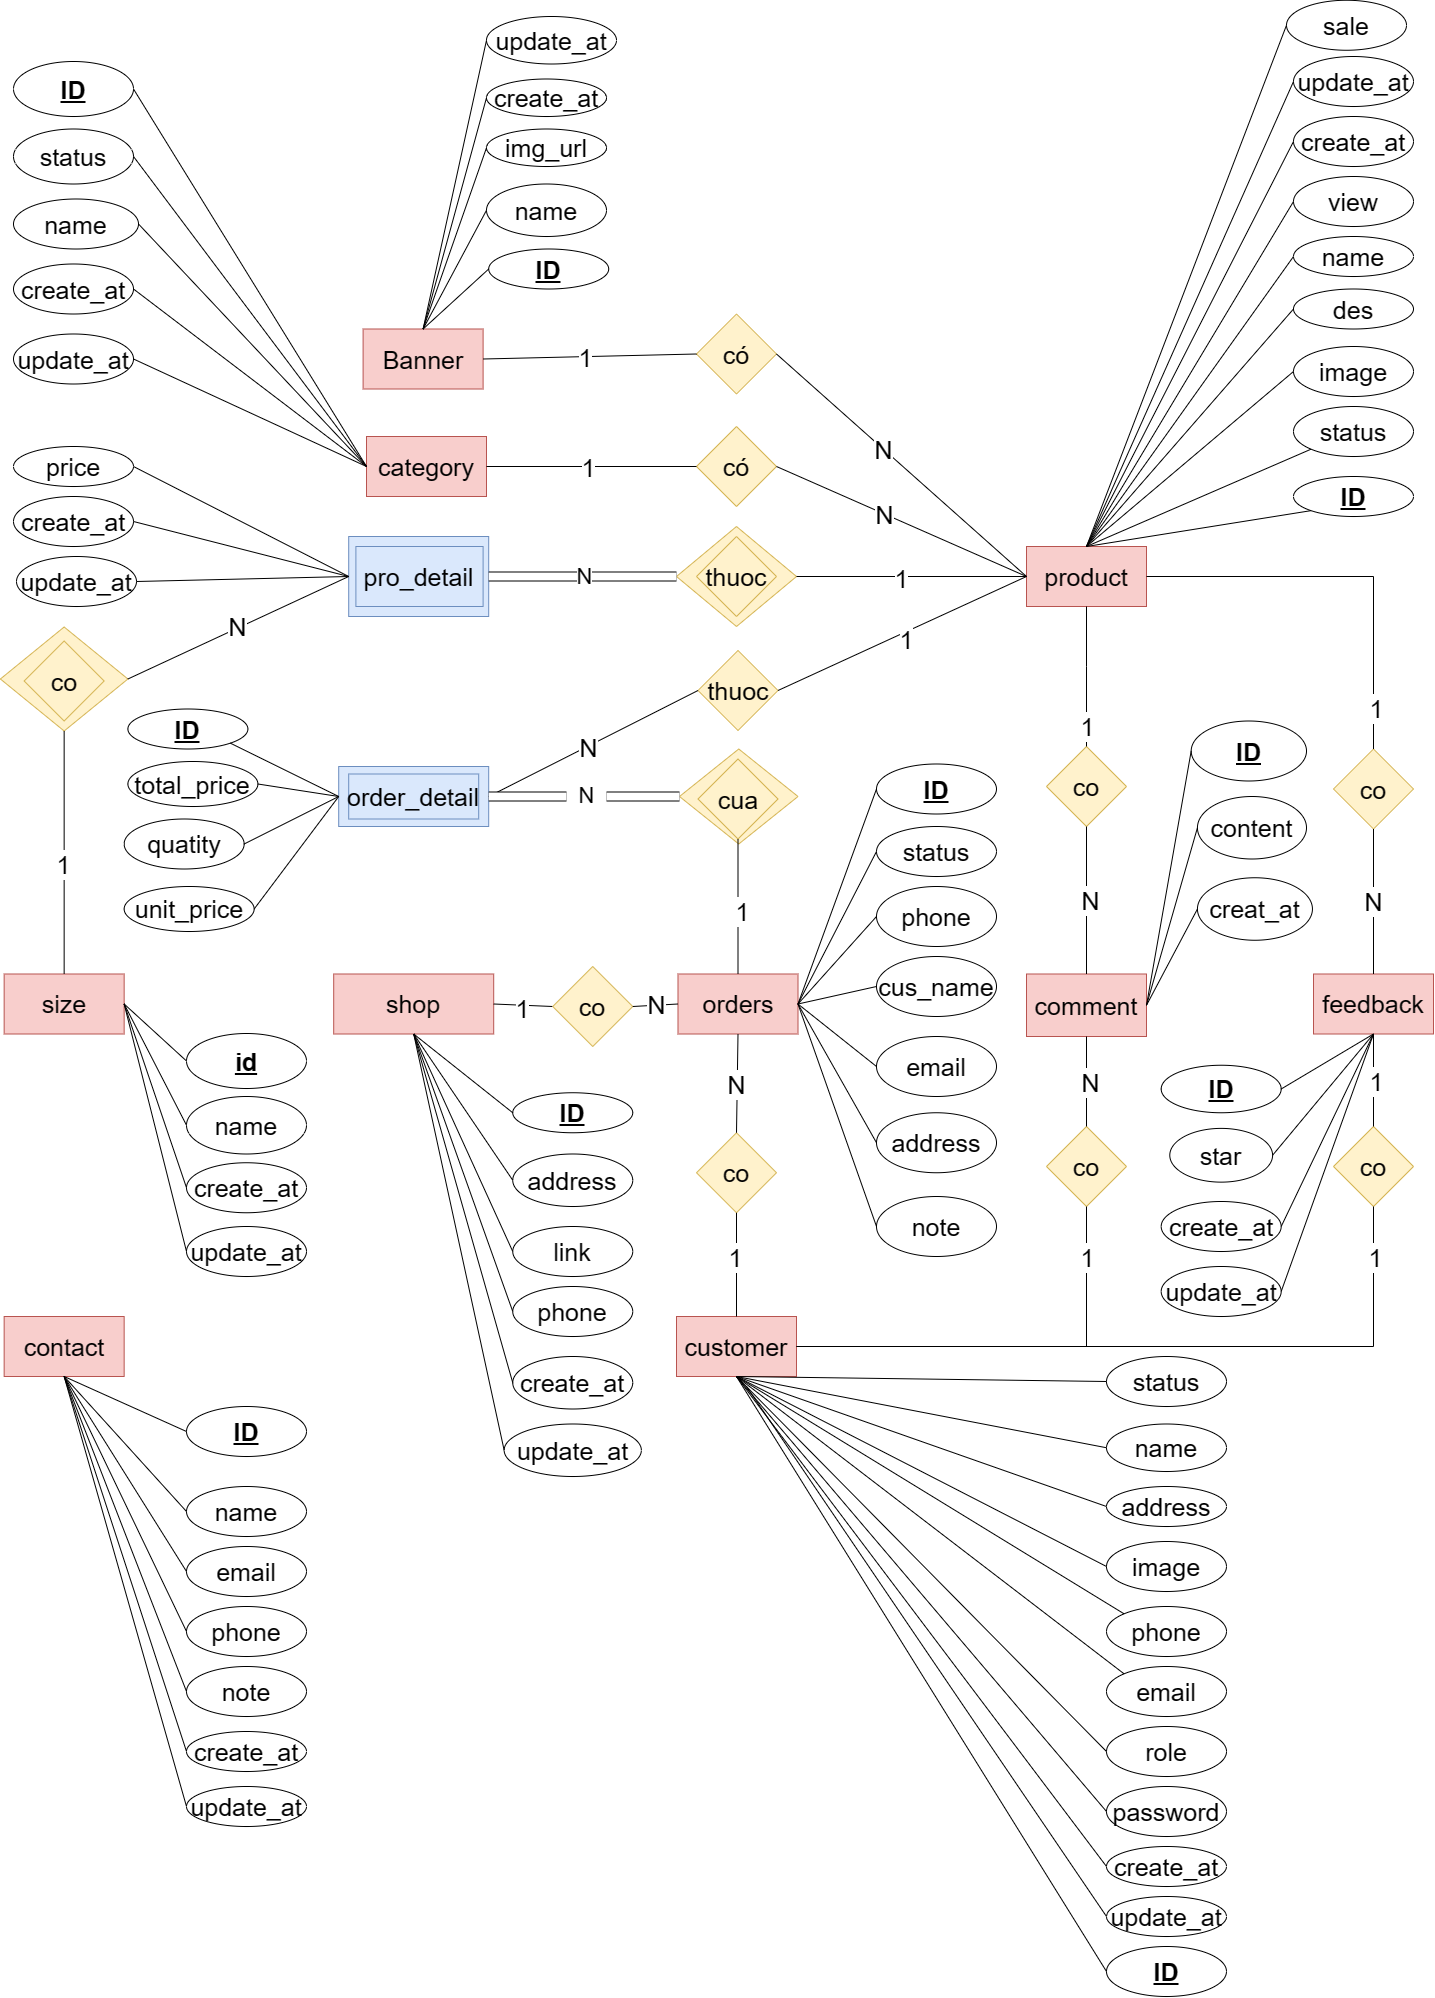 sale
update_at
update_at
ID
create_at
create_at
img_url
status
view
name
name
name
ID
create_at
des
Banner
1
có
update_at
image
N
status
category
1
có
price
ID
N
create_at
pro_detail
N
thuoc
1
product
update_at
N
1
co
thuoc
1
1
ID
N
ID
total_price
order_detail
N
cua
ID
co
co
quatity
status
content
1
unit_price
1
phone
N
N
creat_at
size
shop
1
co
N
orders
cus_name
comment
feedback
id
N
email
N
ID
1
name
ID
address
star
create_at
address
co
co
co
update_at
link
1
note
1
create_at
1
phone
update_at
contact
customer
create_at
status
ID
update_at
name
name
address
email
image
phone
phone
note
email
create_at
role
update_at
password
create_at
update_at
ID